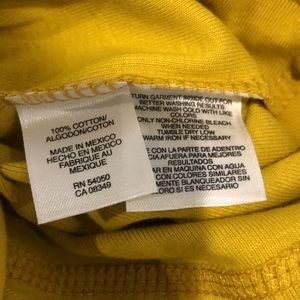 100% COTTON/
ALGODON/COTON
MADE IN MEXICO
HECHO EN MEXICO
FABRIQUE AU
MEXIQUE
RN 54050
CA 08349
TURN GARMENT INSIDE OUT FOR
BETTER WASHING RESULTS
MACHINE WASH COLD WITH LIKE
COLORS
ONLY NON-CHLORINE BLEACH,
WHEN NEEDED
TUMBLE DRY LOW
WARM IRON IF NECESSARY
CON LA PARTE DE ADENTRO
PARA MEJORES
RESULTADOS
EN MAQUINA CON AGUA
CON COLORES SIMILARES
SI ES NECESARIO